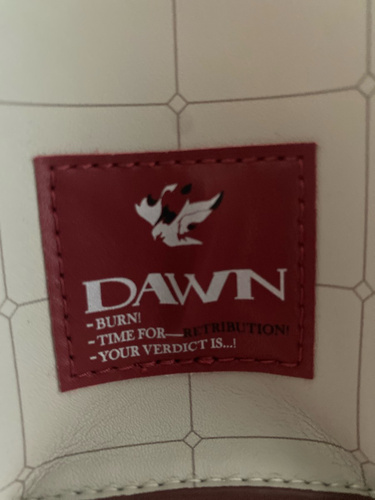 DAWN
-BURN!
-TIME FOR—RETRIBUTION!
-YOUR VERDICT IS...!